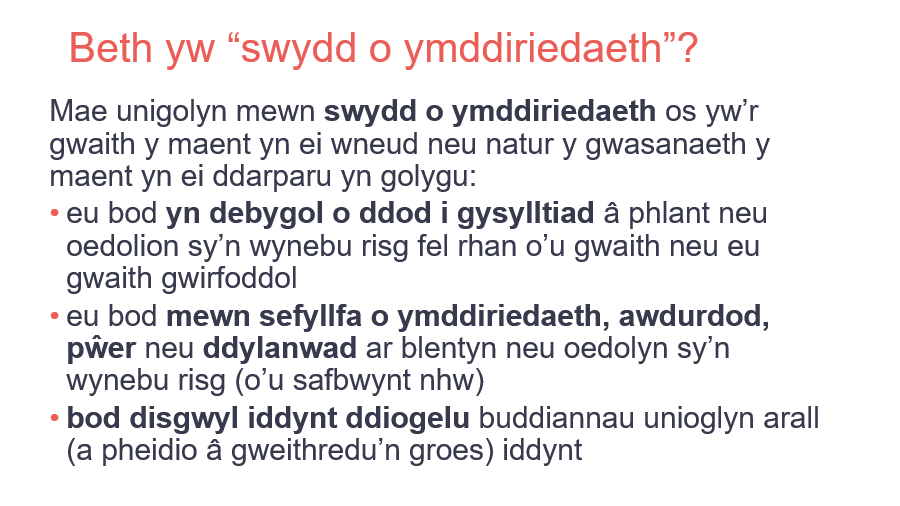 Beth yw “swydd o ymddiriedaeth”?
Mae unigolyn mewn swydd o ymddiriedaeth os yw’r
gwaith y maent yn ei wneud neu natur y gwasanaeth y
maent yn ei ddarparu yn golygu:
• eu bod yn debygol o ddod i gysylltiad â phlant neu
oedolion sy’n wynebu risg fel rhan o’u gwaith neu eu
gwaith gwirfoddol
• eu bod mewn sefyllfa o ymddiriedaeth, awdurdod,
pŵer neu ddylanwad ar blentyn neu oedolyn sy’n
wynebu risg (o’u safbwynt nhw)
• bod disgwyl iddynt ddiogelu buddiannau unioglyn arall
(a pheidio â gweithredu’n groes) iddynt